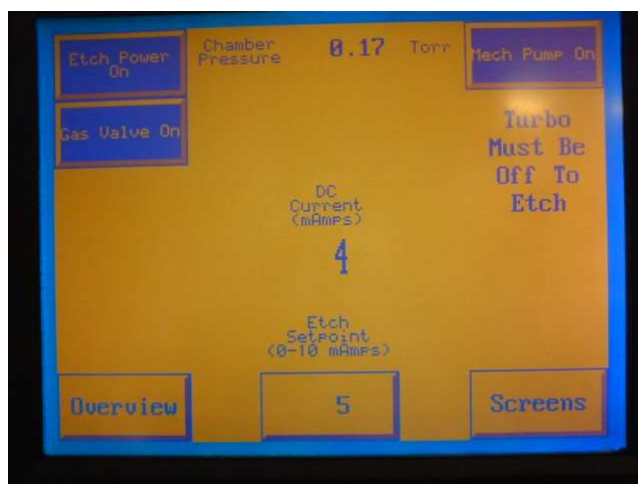 Etch Power
On
Chamber
Pressure
0.17 Torr
Mech Pump On
Gas Valve On
Turbo
Must Be
Off To
Etch
DC
Current
(mAmps)
4
Etch
Setpoint
(0-10 mAmps)
Overview
5
Screens